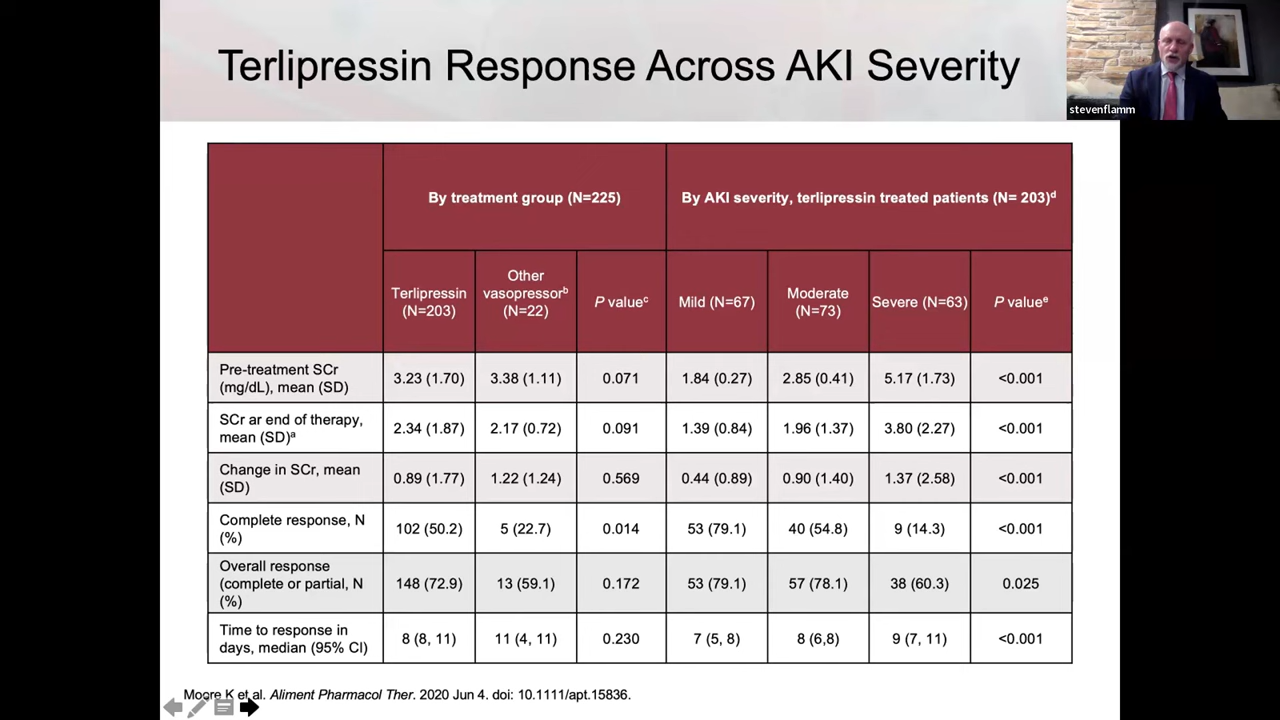 Terlipressin Response Across AKI Severity
stevenflamm
By treatment group (N=225)
By AKI severity, terlipressin treated patients (N= 203)ᵈ
Terlipressin
(N=203)
Other
vasopressorᵇ
(N=22)
P valueᶜ
Mild (N=67)
Moderate
(N=73)
Severe (N=63)
P valueᵉ
Pre-treatment SCr
(mg/dL), mean (SD)
3.23 (1.70)
3.38 (1.11)
0.071
1.84 (0.27)
2.85 (0.41)
5.17 (1.73)
<0.001
SCr ar end of therapy,
mean (SD)ᵃ
2.34 (1.87)
2.17 (0.72)
0.091
1.39 (0.84)
1.96 (1.37)
3.80 (2.27)
<0.001
Change in SCr, mean
(SD)
0.89 (1.77)
1.22 (1.24)
0.569
0.44 (0.89)
0.90 (1.40)
1.37 (2.58)
<0.001
Complete response, N
(%)
102 (50.2)
5 (22.7)
0.014
53 (79.1)
40 (54.8)
9 (14.3)
<0.001
Overall response
(complete or partial, N
(%)
148 (72.9)
13 (59.1)
0.172
53 (79.1)
57 (78.1)
38 (60.3)
0.025
Time to response in
days, median (95% CI)
8 (8, 11)
11 (4, 11)
0.230
7 (5, 8)
8 (6,8)
9 (7, 11)
<0.001
Moore K et al. Aliment Pharmacol Ther. 2020 Jun 4. doi: 10.1111/apt.15836.